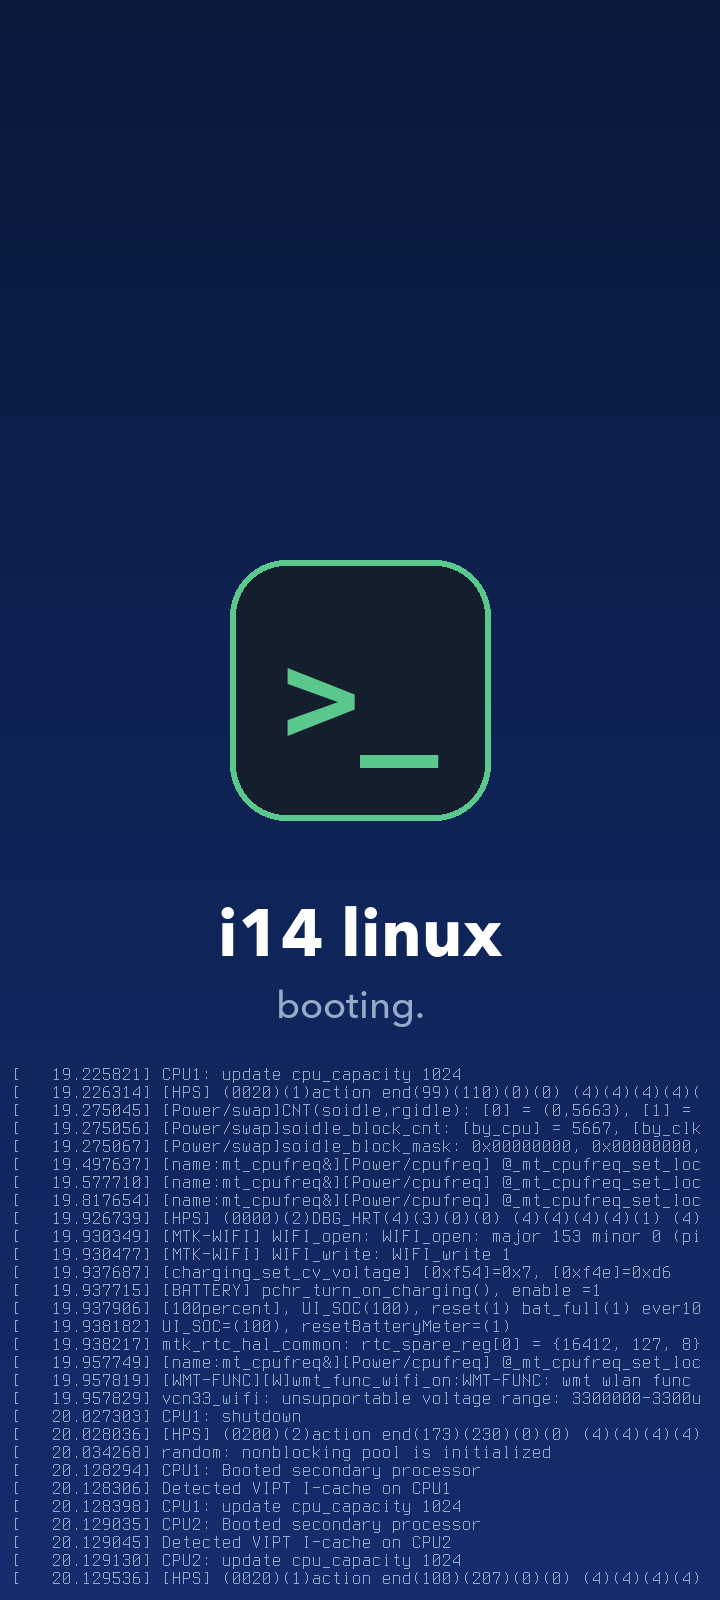 >_
i14 linux
booting.
[   19.225821] CPU1: update cpu_capacity 1024
[   19.226314] [HPS] (0020)(1)action end(99)(110)(0)(0) (4)(4)(4)(4)(
[   19.275045] [Power/swap]CNT(soidle,rgidle): [0] = (0,5663), [1] =
[   19.275056] [Power/swap]soidle_block_cnt: [by_cpu] = 5667, [by_clk
[   19.275067] [Power/swap]soidle_block_mask: 0x00000000, 0x00000000,
[   19.497637] [name:mt_cpufreq&][Power/cpufreq] @_mt_cpufreq_set_loc
[   19.577710] [name:mt_cpufreq&][Power/cpufreq] @_mt_cpufreq_set_loc
[   19.817654] [name:mt_cpufreq&][Power/cpufreq] @_mt_cpufreq_set_loc
[   19.926739] [HPS] (0000)(2)DBG_HRT(4)(3)(0)(0) (4)(4)(4)(4)(1) (4)
[   19.930349] [MTK-WIFI] WIFI_open: WIFI_open: major 153 minor 0 (pi
[   19.930477] [MTK-WIFI] WIFI_write: WIFI_write 1
[   19.937687] [charging_set_cv_voltage] [0xf54]=0x7, [0xf4e]=0xd6
[   19.937715] [BATTERY] pchr_turn_on_charging(), enable =1
[   19.937906] [100percent], UI_SOC(100), reset(1) bat_full(1) ever10
[   19.938182] UI_SOC=(100), resetBatteryMeter=(1)
[   19.938217] mtk_rtc_hal_common: rtc_spare_reg[0] = {16412, 127, 8}
[   19.957749] [name:mt_cpufreq&][Power/cpufreq] @_mt_cpufreq_set_loc
[   19.957819] [WMT-FUNC][W]wmt_func_wifi_on:WMT-FUNC: wmt wlan func
[   19.957829] vcn33_wifi: unsupportable voltage range: 3300000-3300u
[   20.027303] CPU1: shutdown
[   20.028036] [HPS] (0200)(2)action end(173)(230)(0)(0) (4)(4)(4)(4)
[   20.034268] random: nonblocking pool is initialized
[   20.128294] CPU1: Booted secondary processor
[   20.128306] Detected VIPT I-cache on CPU1
[   20.128398] CPU1: update cpu_capacity 1024
[   20.129035] CPU2: Booted secondary processor
[   20.129045] Detected VIPT I-cache on CPU2
[   20.129130] CPU2: update cpu_capacity 1024
[   20.129536] [HPS] (0020)(1)action end(100)(207)(0)(0) (4)(4)(4)(4)